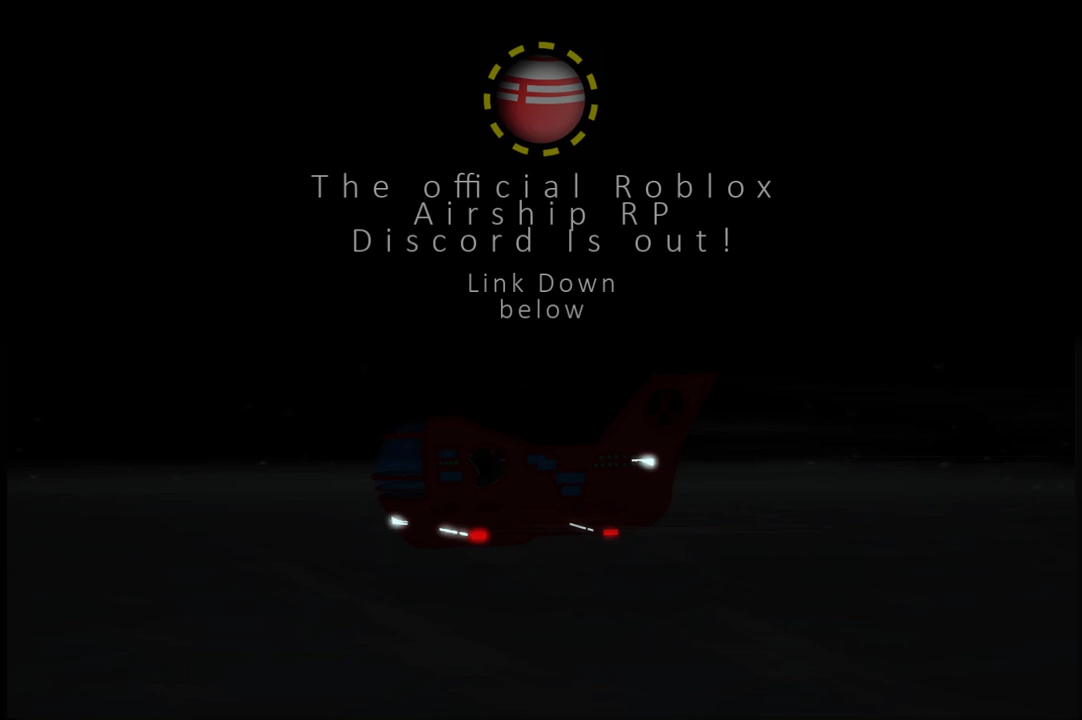 The official Roblox
Airship RP
Discord Is out!
Link Down
below